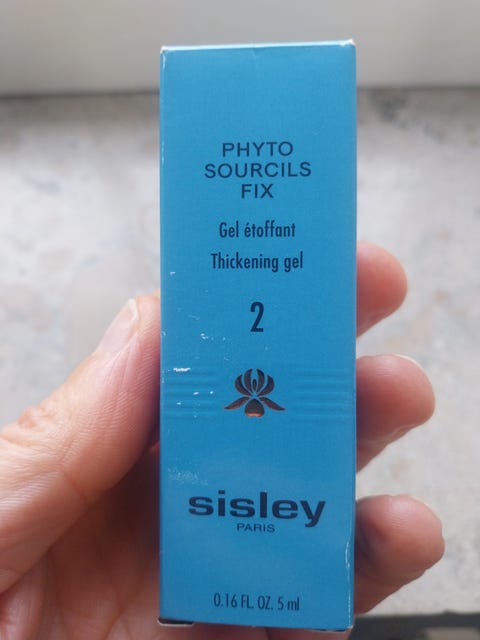 PHYTO
SOURCILS
FIX
Gel étoffant
Thickening gel
2
sisley
PARIS
0.16 FL. OZ. 5 ml